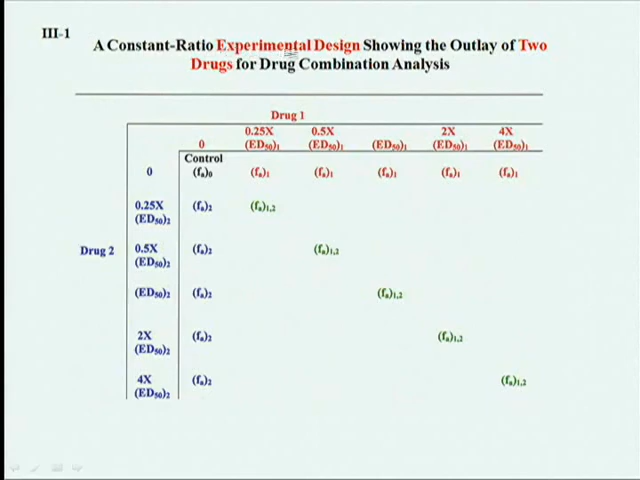 III-1
A Constant-Ratio Experimental Design Showing the Outlay of Two
Drugs for Drug Combination Analysis
Drug 1
0 0.25X (ED₅₀)₁ 0.5X (ED₅₀)₁ (ED₅₀)₁ 2X (ED₅₀)₁ 4X (ED₅₀)₁
Control
0 (fₐ)₀ (fₐ)₁ (fₐ)₁ (fₐ)₁ (fₐ)₁ (fₐ)₁
0.25X (fₐ)₂ (fₐ)₁,₂
(ED₅₀)₂
Drug 2 0.5X (fₐ)₂ (fₐ)₁,₂
(ED₅₀)₂
(ED₅₀)₂ (fₐ)₂ (fₐ)₁,₂
2X (fₐ)₂ (fₐ)₁,₂
(ED₅₀)₂
4X (fₐ)₂ (fₐ)₁,₂
(ED₅₀)₂